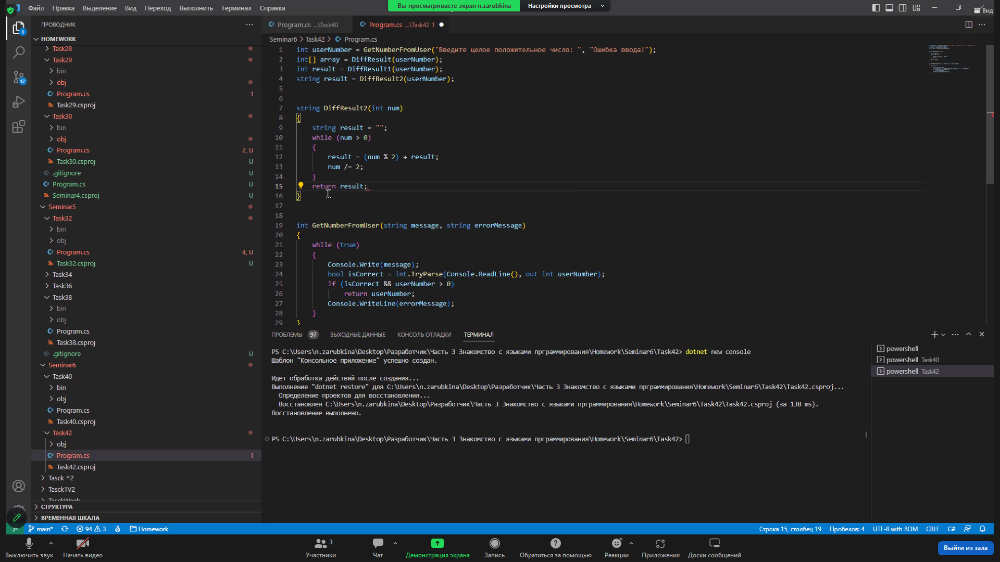 Файл Правка Выделение Вид Переход Выполнить Терминал Справка
Вы просматриваете экран n.zarubkina Настройки просмотра
Вид
ПРОВОДНИК
HOMEWORK
Task28
Task29
bin
obj
Program.cs 1
Task29.csproj
Task30
bin
obj
Program.cs 2, U
Task30.csproj U
.gitignore U
Program.cs U
Seminar4.csproj U
Seminar5
Task32
bin
obj
Program.cs 4, U
Task32.csproj U
Task34
Task36
Task38
bin
obj
Program.cs
Task38.csproj
.gitignore U
Seminar6
Task40
bin
obj
Program.cs
Task40.csproj
Task42
obj
Program.cs 1
Task42.csproj
Tasck ^2
Tasck1V2
СТРУКТУРА
ВРЕМЕННАЯ ШКАЛА
1
17
Program.cs ...\Task40 Program.cs ...\Task42 1
Seminar6 > Task42 > Program.cs
1 int userNumber = GetNumberFromUser("Введите целое положительное число: ", "Ошибка ввода!");
2 int[] array = DiffResult(userNumber);
3 int result = DiffResult1(userNumber);
4 string result = DiffResult2(userNumber);
5
6
7 string DiffResult2(int num)
8 {
9 string result = "";
10 while (num > 0)
11 {
12 result = (num % 2) + result;
13 num /= 2;
14 }
15 return result;
16 }
17
18
19 int GetNumberFromUser(string message, string errorMessage)
20 {
21 while (true)
22 {
23 Console.Write(message);
24 bool isCorrect = int.TryParse(Console.ReadLine(), out int userNumber);
25 if (isCorrect && userNumber > 0)
26 return userNumber;
27 Console.WriteLine(errorMessage);
28 }
29 }
ПРОБЛЕМЫ 97 ВЫХОДНЫЕ ДАННЫЕ КОНСОЛЬ ОТЛАДКИ ТЕРМИНАЛ
PS C:\Users\n.zarubkina\Desktop\Разработчик\Часть 3 Знакомство с языками прграммирования\Homework\Seminar6\Task42> dotnet new console
Шаблон "Консольное приложение" успешно создан.
Идет обработка действий после создания...
Выполнение "dotnet restore" для C:\Users\n.zarubkina\Desktop\Разработчик\Часть 3 Знакомство с языками прграммирования\Homework\Seminar6\Task42\Task42.csproj...
Определение проектов для восстановления...
Восстановлен C:\Users\n.zarubkina\Desktop\Разработчик\Часть 3 Знакомство с языками прграммирования\Homework\Seminar6\Task42\Task42.csproj (за 138 ms).
Восстановление выполнено.
PS C:\Users\n.zarubkina\Desktop\Разработчик\Часть 3 Знакомство с языками прграммирования\Homework\Seminar6\Task42>
powershell
powershell Task40
powershell Task42
main* 94 3 Homework
Строка 15, столбец 19 Пробелов: 4 UTF-8 with BOM CRLF C#
Выключить звук Начать видео Участники 3 Чат Демонстрация экрана Запись Обратиться за помощью Реакции Приложения Доски сообщений Выйти из зала